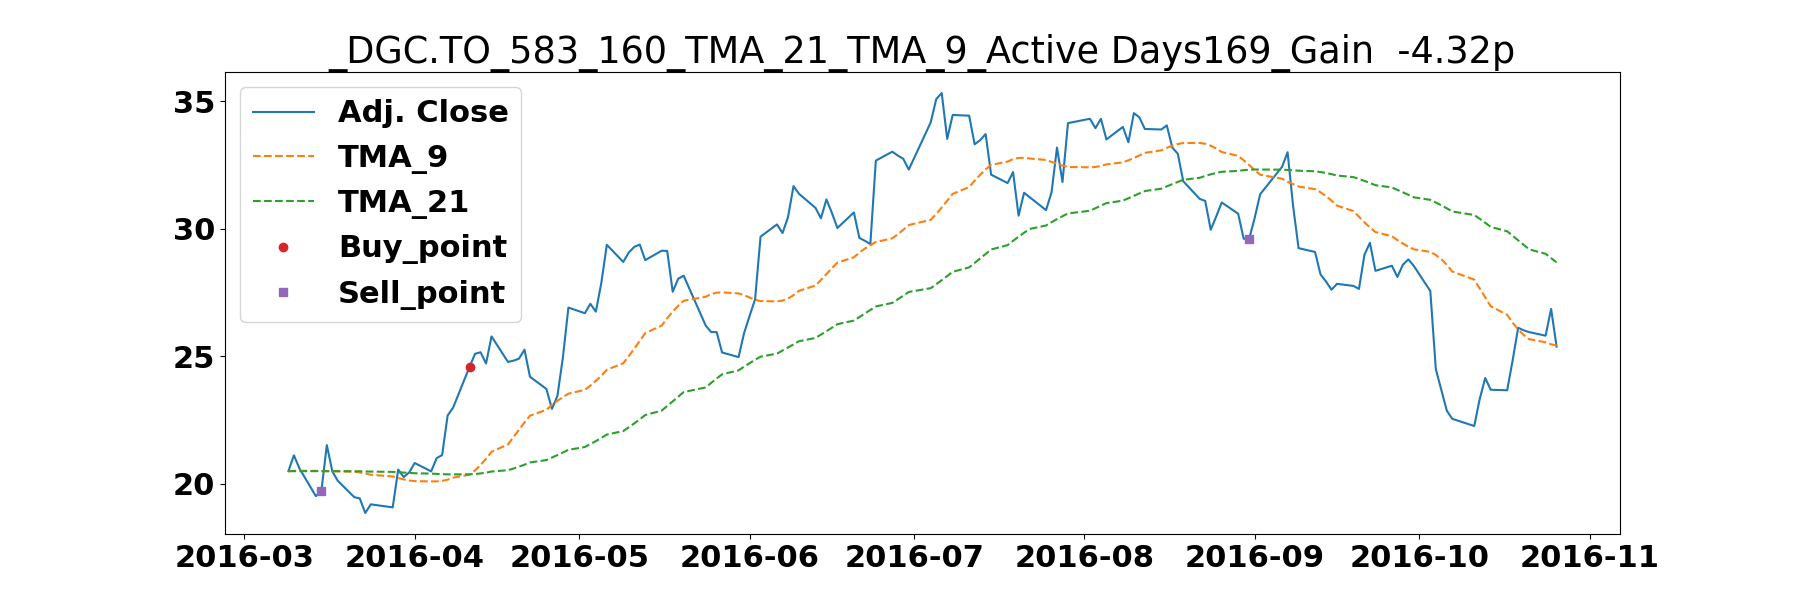 _DGC.TO_583_160_TMA_21_TMA_9_Active Days169_Gain  -4.32p
Adj. Close
TMA_9
TMA_21
Buy_point
Sell_point
35
30
25
20
2016-03 2016-04 2016-05 2016-06 2016-07 2016-08 2016-09 2016-10 2016-11